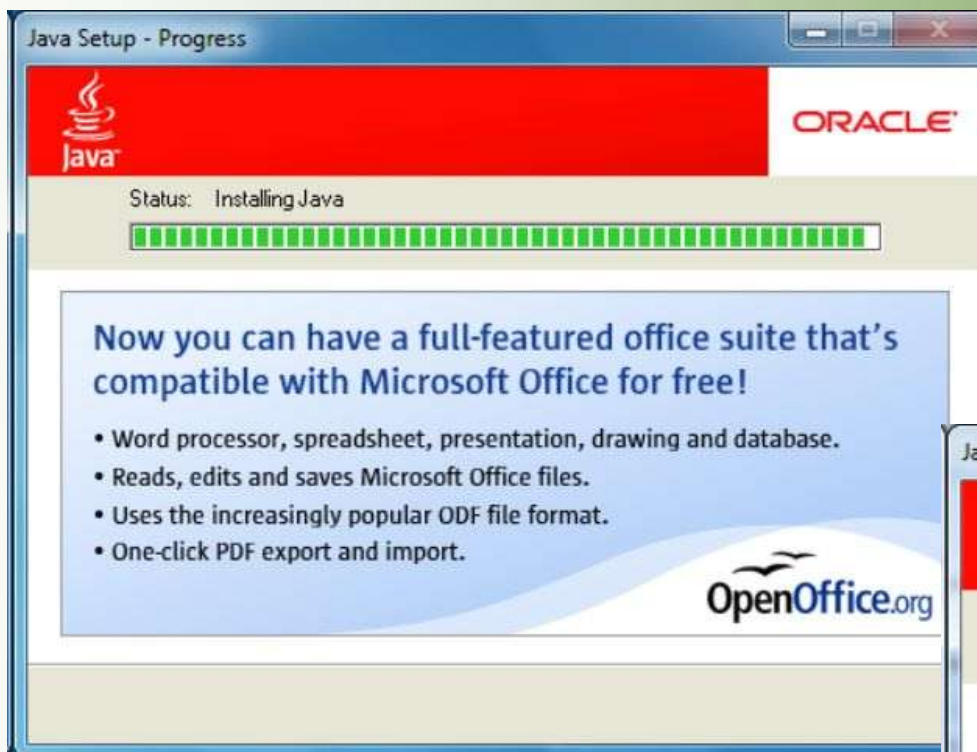 Java Setup - Progress
Java
ORACLE
Status: Installing Java
Now you can have a full-featured office suite that's
compatible with Microsoft Office for free!
• Word processor, spreadsheet, presentation, drawing and database.
• Reads, edits and saves Microsoft Office files.
• Uses the increasingly popular ODF file format.
• One-click PDF export and import.
OpenOffice.org